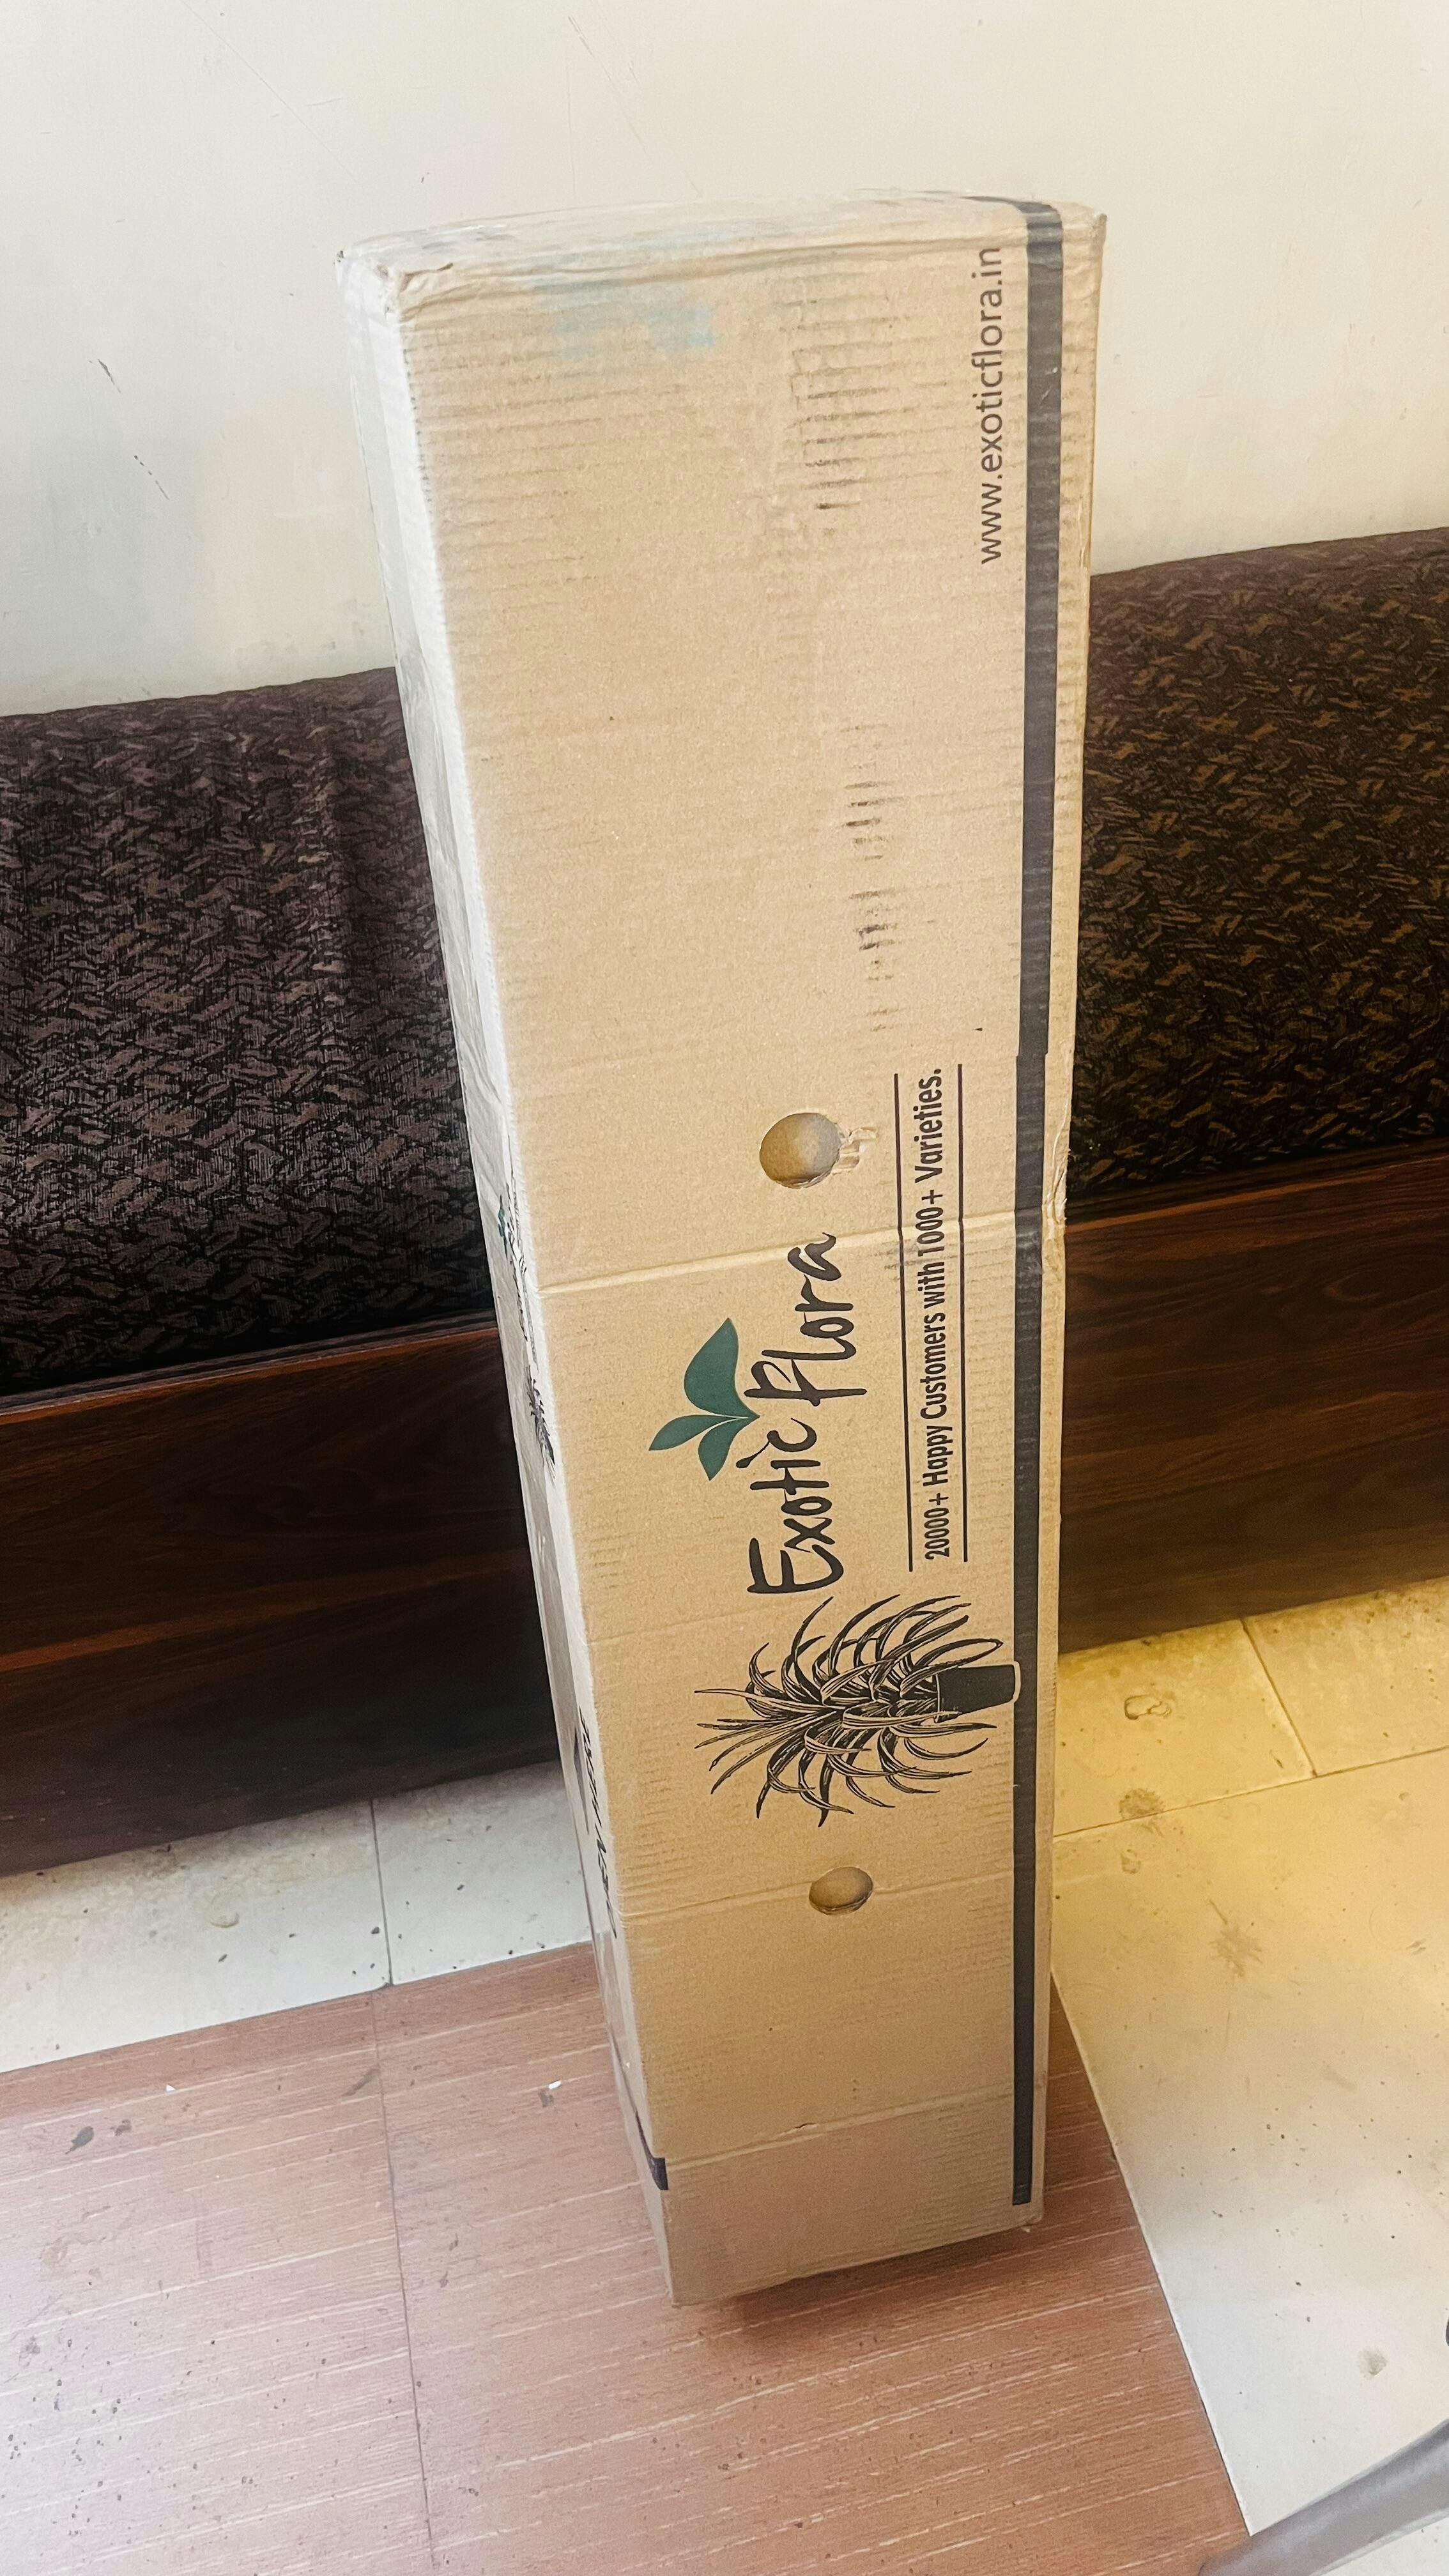 Exotic Flora
20000+ Happy Customers with 1000+ Varieties.
www.exoticflora.in